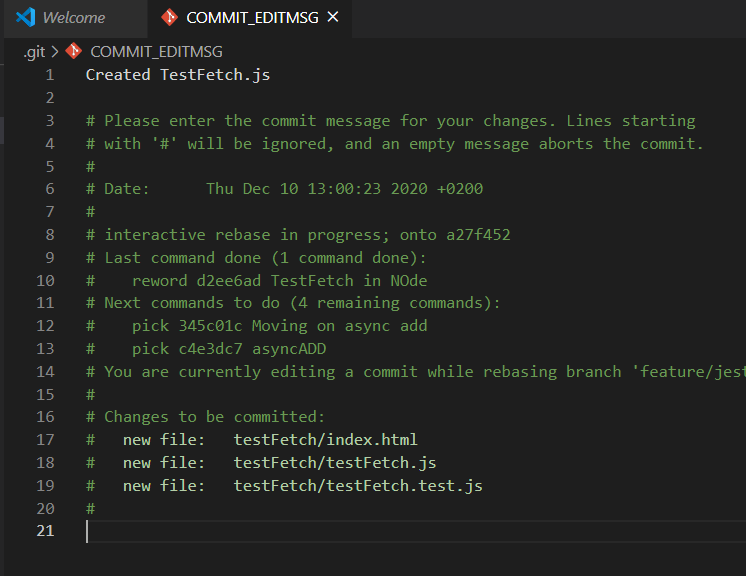 Welcome
COMMIT_EDITMSG
.git > COMMIT_EDITMSG
1 Created TestFetch.js
2
3 # Please enter the commit message for your changes. Lines starting
4 # with '#' will be ignored, and an empty message aborts the commit.
5 #
6 # Date:      Thu Dec 10 13:00:23 2020 +0200
7 #
8 # interactive rebase in progress; onto a27f452
9 # Last command done (1 command done):
10 #    reword d2ee6ad TestFetch in NOde
11 # Next commands to do (4 remaining commands):
12 #    pick 345c01c Moving on async add
13 #    pick c4e3dc7 asyncADD
14 # You are currently editing a commit while rebasing branch 'feature/jest
15 #
16 # Changes to be committed:
17 #   new file:   testFetch/index.html
18 #   new file:   testFetch/testFetch.js
19 #   new file:   testFetch/testFetch.test.js
20 #
21